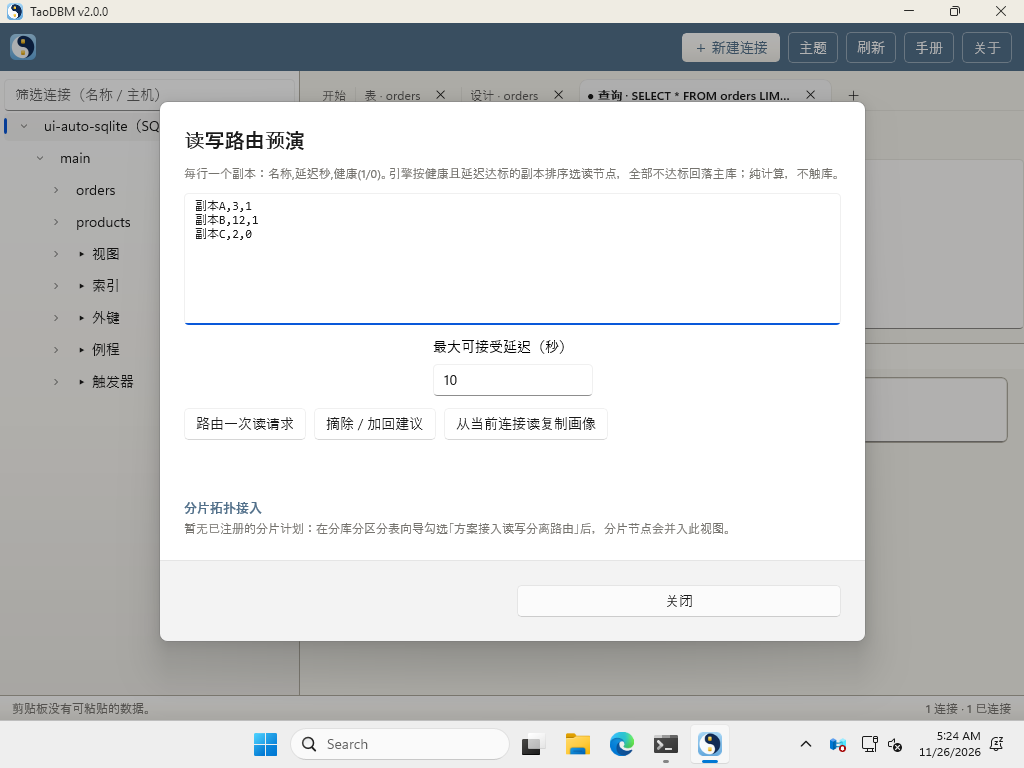 TaoDBM v2.0.0
+ 新建连接 主题 刷新 手册 关于
筛选连接（名称 / 主机） 开始 表 · orders 设计 · orders ● 查询 · SELECT * FROM orders LIM...
ui-auto-sqlite（SQ
main
orders
products
视图
索引
外键
例程
触发器
读写路由预演
每行一个副本：名称,延迟秒,健康(1/0)。引擎按健康且延迟达标的副本排序选读节点，全部不达标回落主库；纯计算，不触库。
副本A,3,1
副本B,12,1
副本C,2,0
最大可接受延迟（秒）
10
路由一次读请求 摘除 / 加回建议 从当前连接读复制画像
分片拓扑接入
暂无已注册的分片计划：在分库分区分表向导勾选「方案接入读写分离路由」后，分片节点会并入此视图。
关闭
剪贴板没有可粘贴的数据。 1 连接 · 1 已连接
Search
5:24 AM
11/26/2026